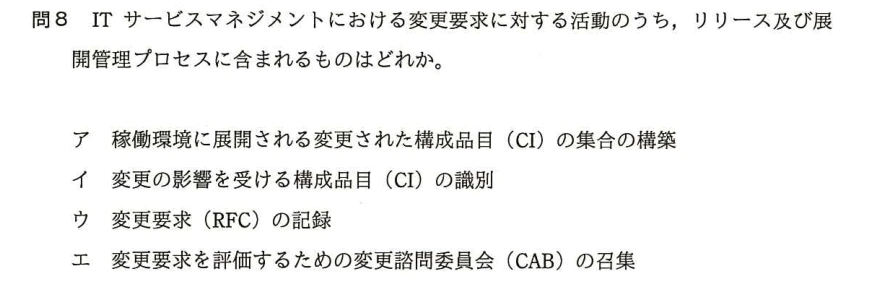 問8 IT サービスマネジメントにおける変更要求に対する活動のうち，リリース及び展
開管理プロセスに含まれるものはどれか。
ア 稼働環境に展開される変更された構成品目（CI）の集合の構築
イ 変更の影響を受ける構成品目（CI）の識別
ウ 変更要求（RFC）の記録
エ 変更要求を評価するための変更諮問委員会（CAB）の召集